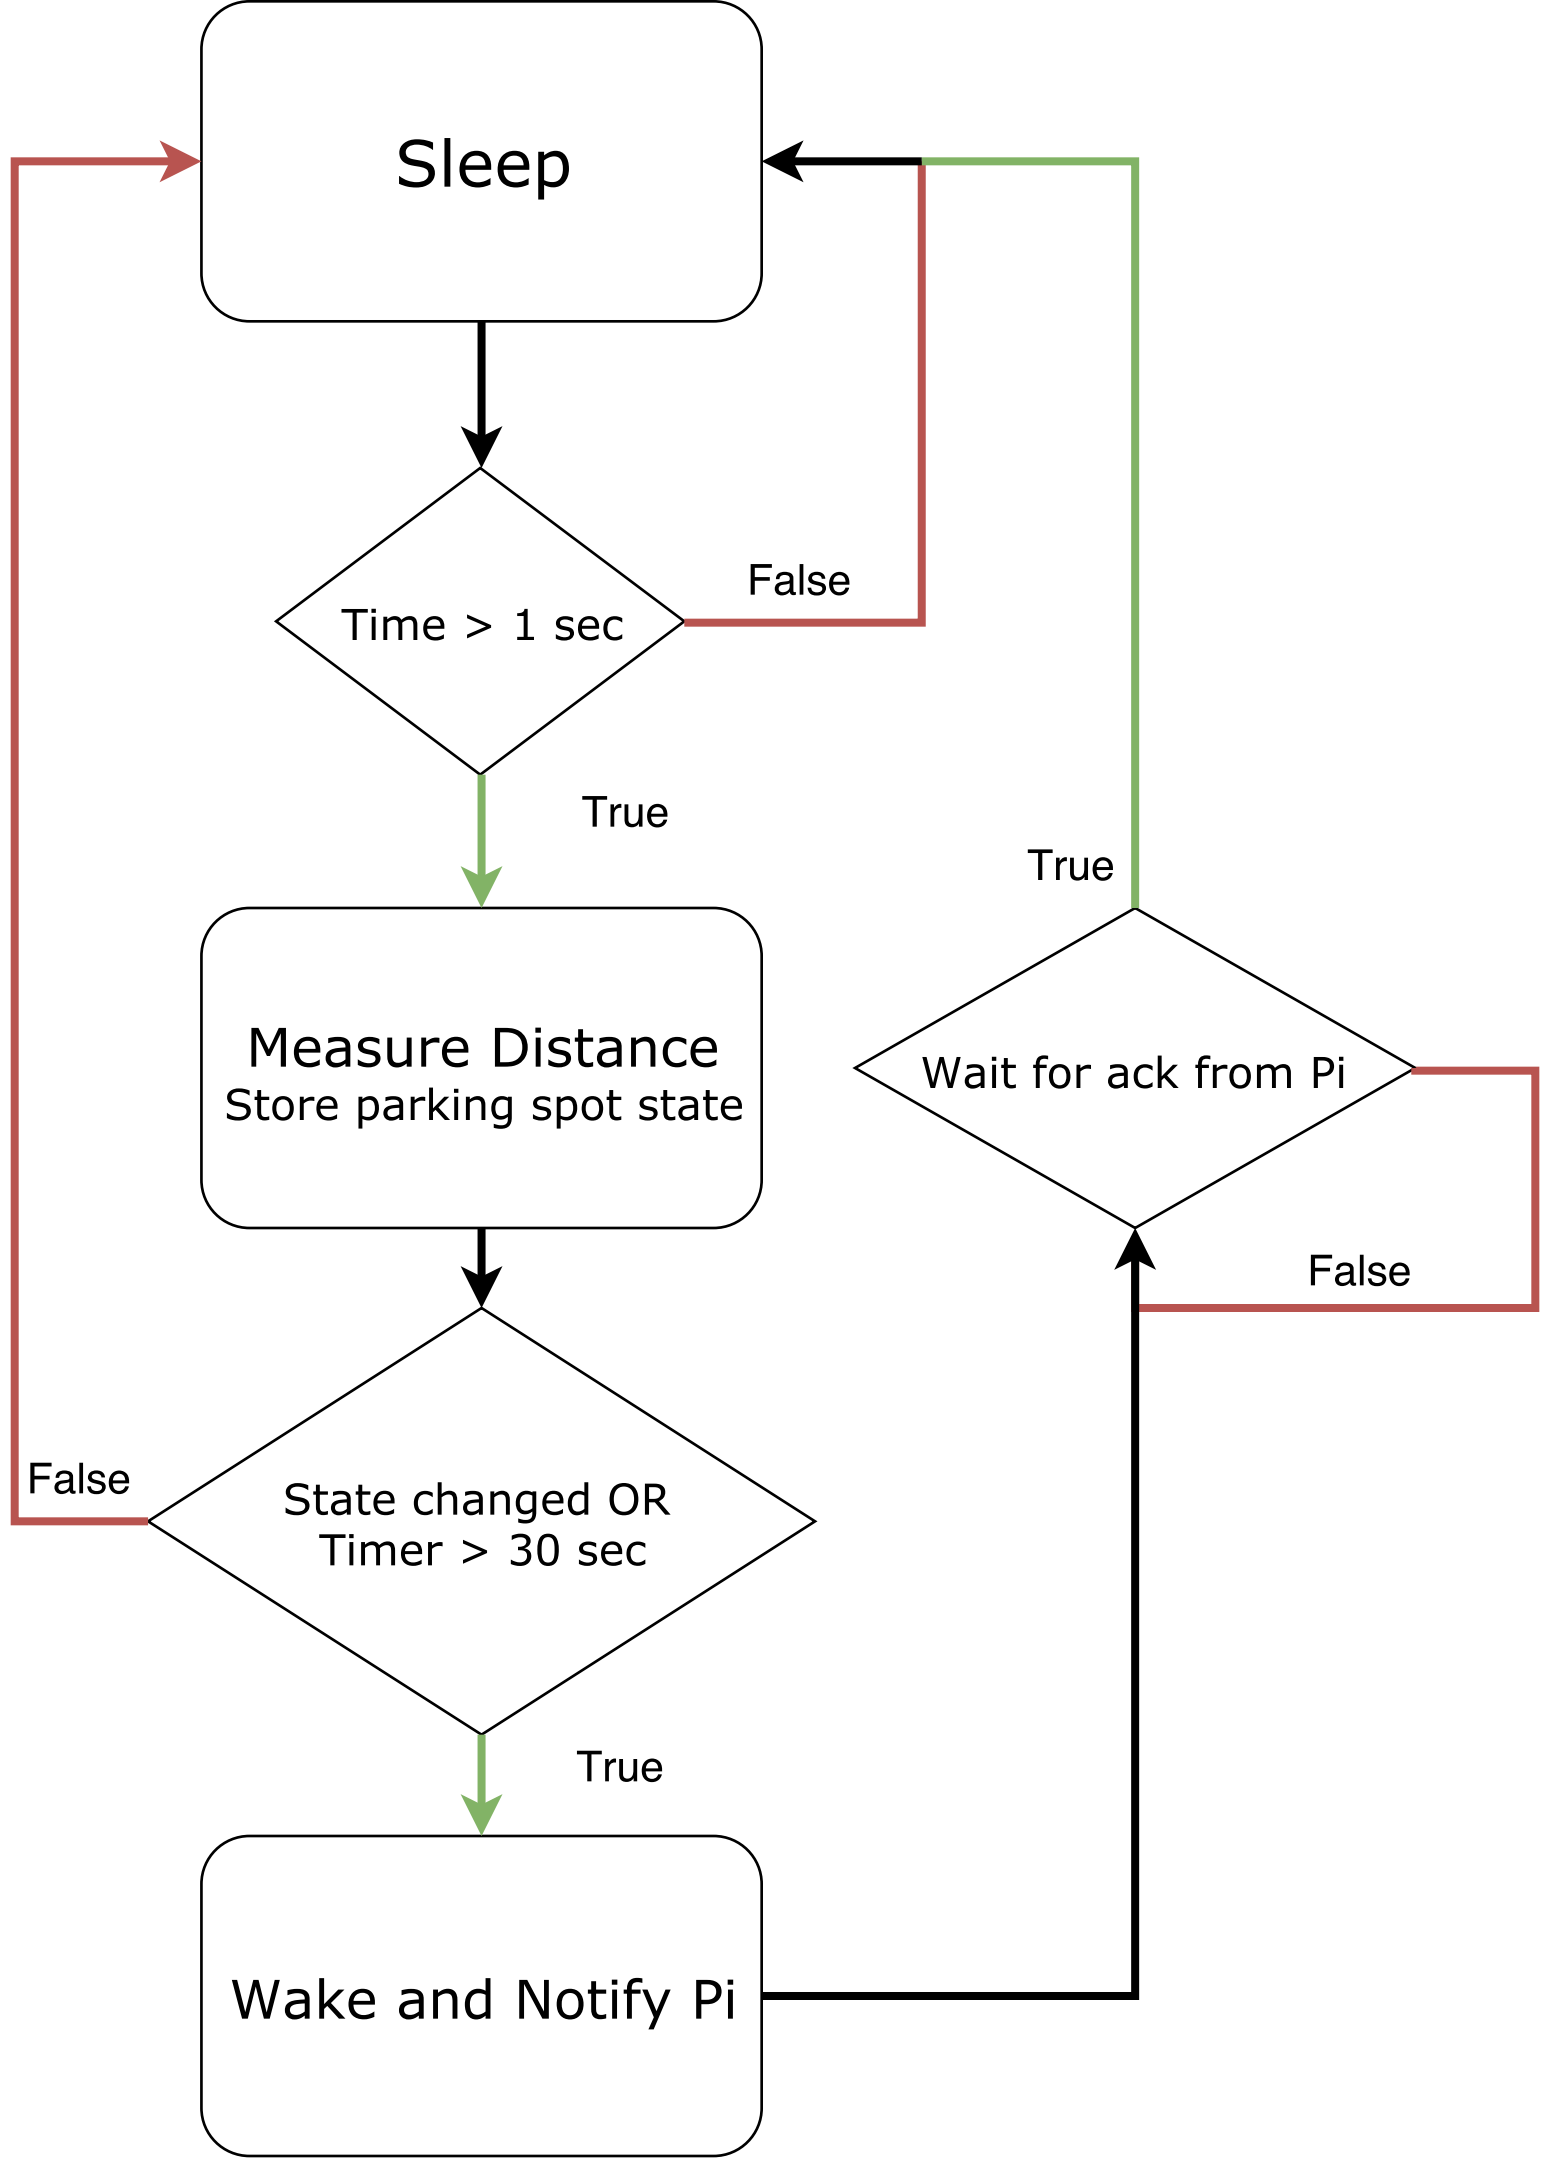 Sleep
Time > 1 sec
False
True
Measure Distance
Store parking spot state
True
Wait for ack from Pi
False
State changed OR
Timer > 30 sec
False
True
Wake and Notify Pi